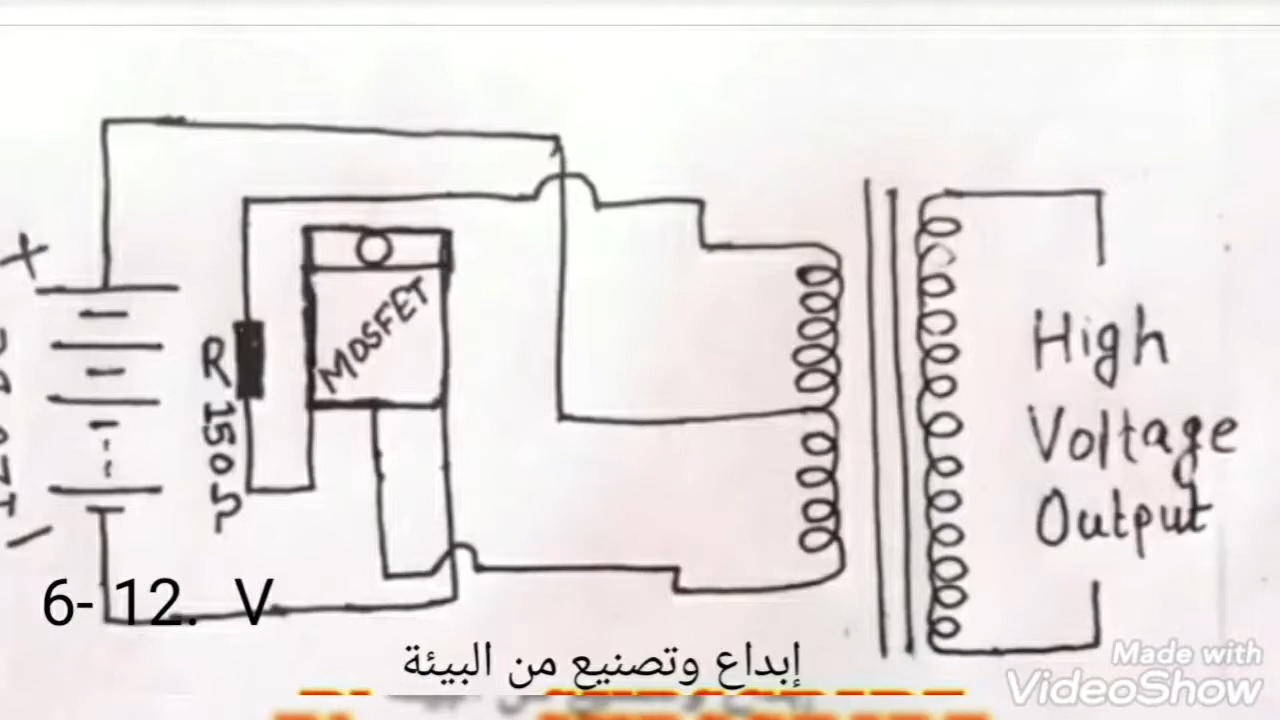 +
R 150Ω
MOSFET
High
Voltage
Output
6- 12. V
إبداع وتصنيع من البيئة
Made with
VideoShow